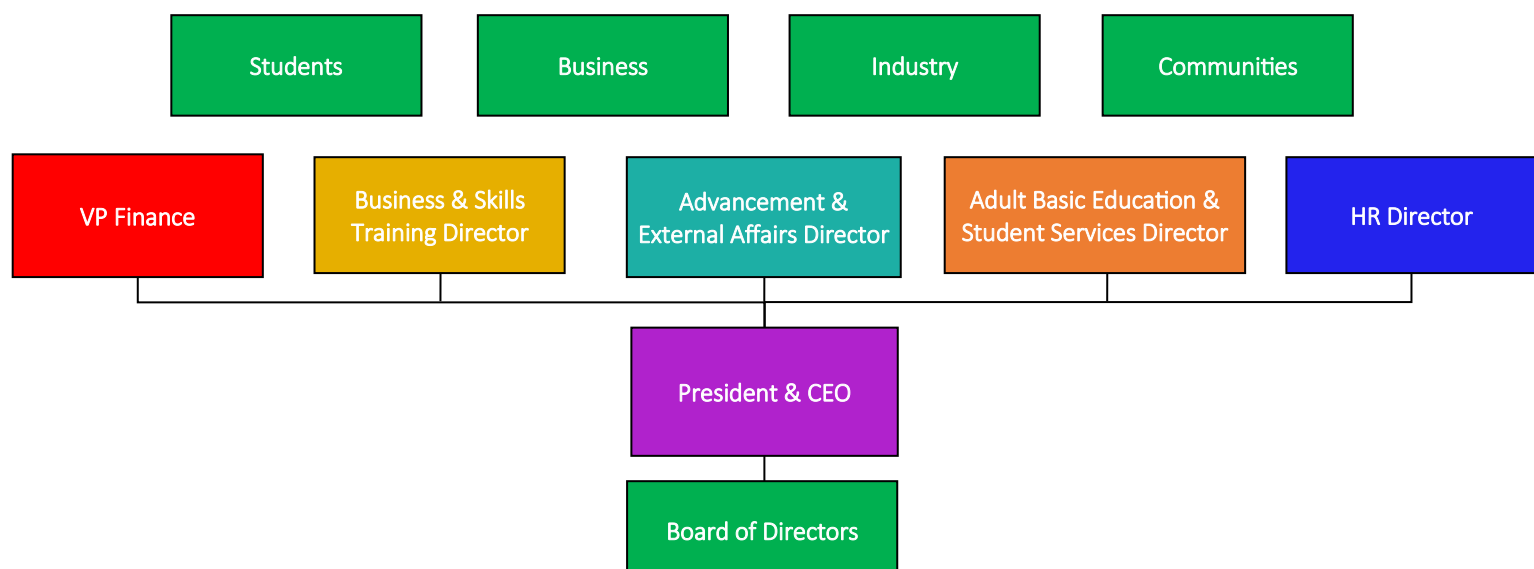 Students
Business
Industry
Communities
VP Finance
Business & Skills
Training Director
Advancement &
External Affairs Director
Adult Basic Education &
Student Services Director
HR Director
President & CEO
Board of Directors